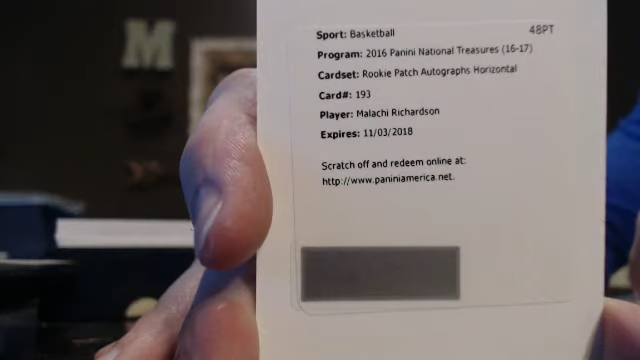 M
Sport: Basketball 48PT
Program: 2016 Panini National Treasures (16-17)
Cardset: Rookie Patch Autographs Horizontal
Card#: 193
Player: Malachi Richardson
Expires: 11/03/2018
Scratch off and redeem online at:
http://www.paniniamerica.net.